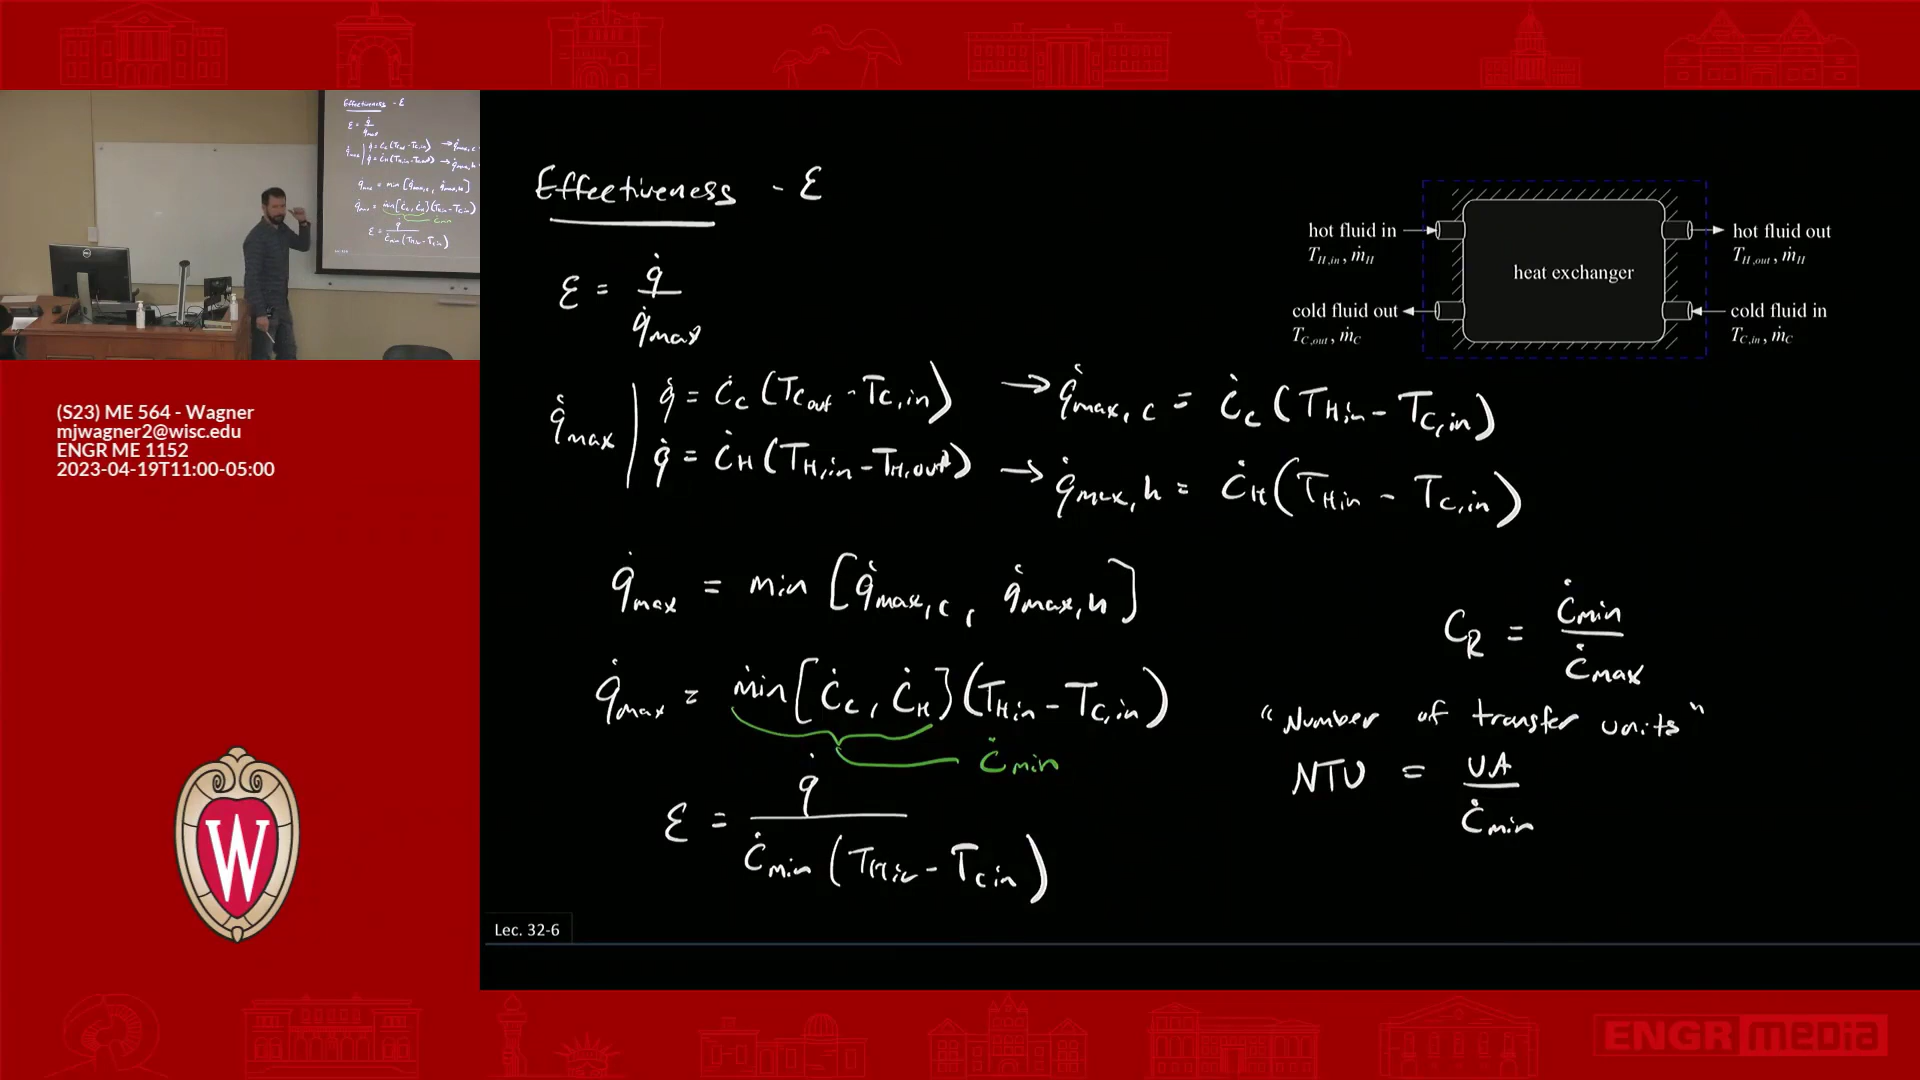 Effectiveness - ε
ε = q̇ / q̇max
q̇max | q̇ = Ċc (Tc,out - Tc,in) → q̇max,c = Ċc (TH,in - Tc,in)
q̇ = ĊH (TH,in - TH,out) → q̇max,h = ĊH (TH,in - Tc,in)
q̇max = min [q̇max,c, q̇max,h]
q̇max = min [Ċc, ĊH] (TH,in - Tc,in)
Ċmin
ε = q̇ / Ċmin (TH,in - Tc,in)
CR = Ċmin / Ċmax
"Number of transfer units"
NTU = UA / Ċmin
hot fluid in
TH,in, ṁH
cold fluid out
TC,out, ṁC
heat exchanger
hot fluid out
TH,out, ṁH
cold fluid in
TC,in, ṁC
Lec. 32-6
(S23) ME 564 - Wagner
mjwagner2@wisc.edu
ENGR ME 1152
2023-04-19T11:00-05:00
W
ENGR media